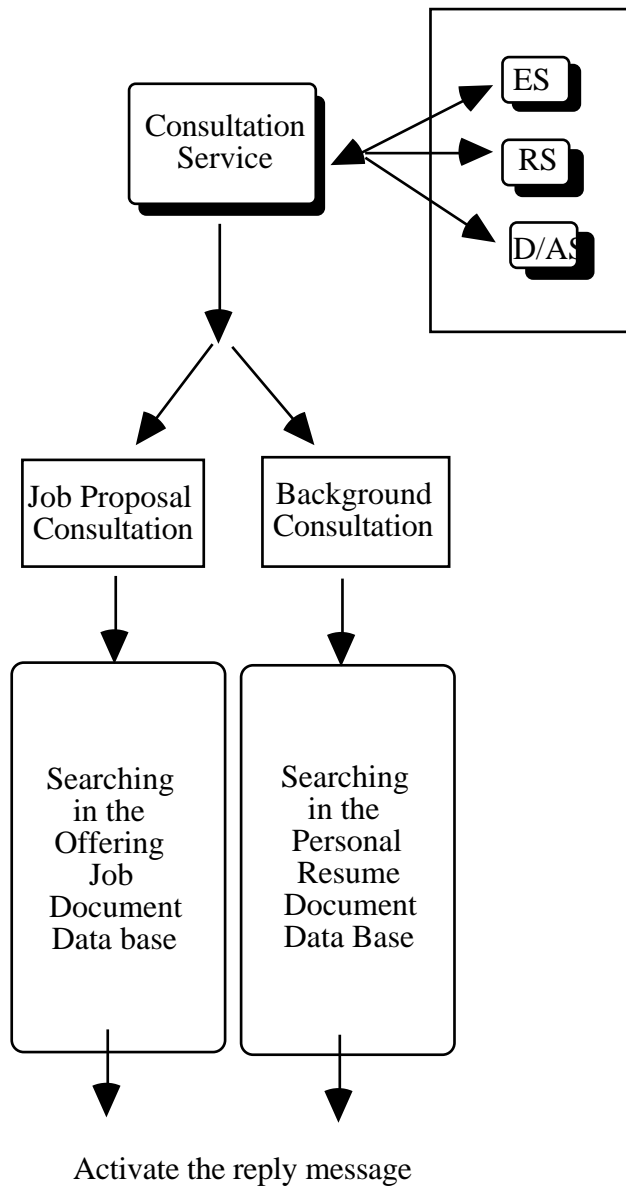 Consultation
Service
ES
RS
D/AS
Job Proposal
Consultation
Background
Consultation
Searching
in the
Offering
Job
Document
Data base
Searching
in the
Personal
Resume
Document
Data Base
Activate the reply message